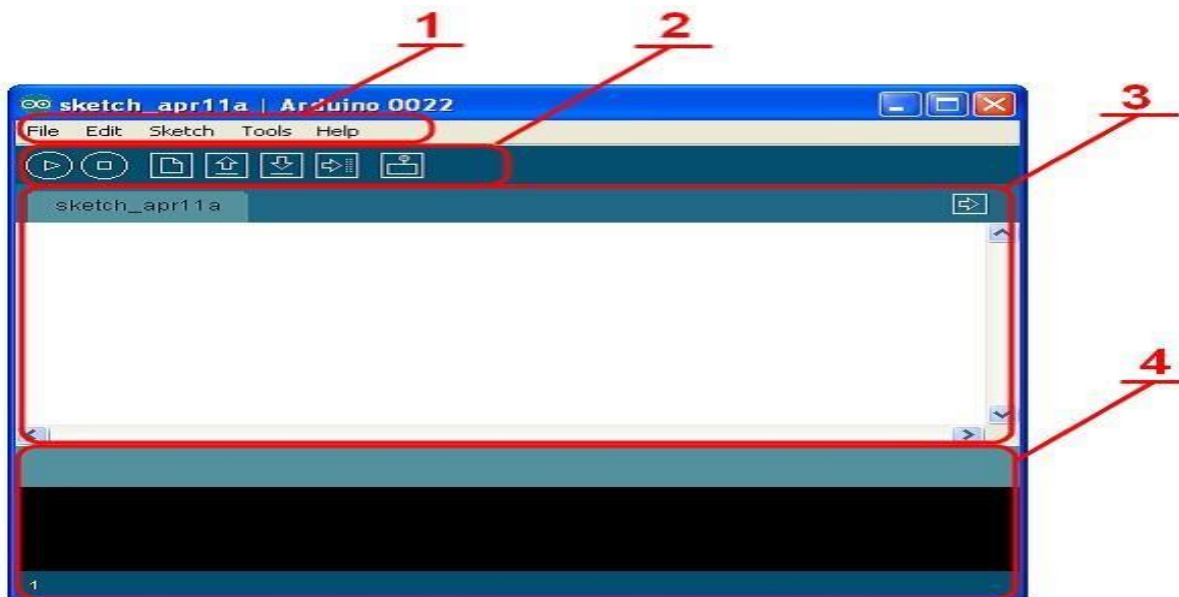 1 2
3
sketch_apr11a | Arduino 0022
File Edit Sketch Tools Help
sketch_apr11a
4
1